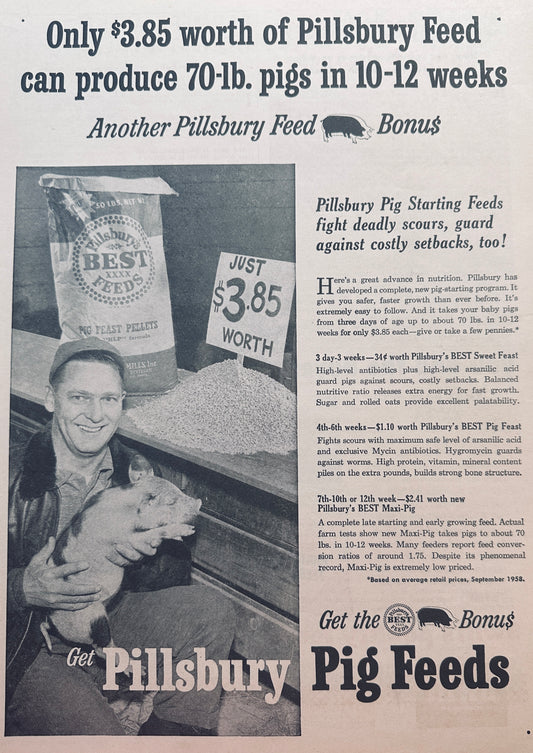 Only $3.85 worth of Pillsbury Feed
can produce 70-lb. pigs in 10-12 weeks
Another Pillsbury Feed Bonu$
50 LBS. NET WT.
Pillsbury's
BEST
XXXX
FEEDS
PIG FEAST PELLETS
JUST
$3.85
WORTH
Pillsbury Pig Starting Feeds
fight deadly scours, guard
against costly setbacks, too!
Here's a great advance in nutrition. Pillsbury has
developed a complete, new pig-starting program. It
gives you safer, faster growth than ever before. It's
extremely easy to follow. And it takes your baby pigs
from three days of age up to about 70 lbs. in 10-12
weeks for only $3.85 each—give or take a few pennies.*
3 day-3 weeks—34¢ worth Pillsbury's BEST Sweet Feast
High-level antibiotics plus high-level arsanilic acid
guard pigs against scours, costly setbacks. Balanced
nutritive ratio releases extra energy for fast growth.
Sugar and rolled oats provide excellent palatability.
4th-6th weeks—$1.10 worth Pillsbury's BEST Pig Feast
Fights scours with maximum safe level of arsanilic acid
and exclusive Mycin antibiotics. Hygromycin guards
against worms. High protein, vitamin, mineral content
piles on the extra pounds, builds strong bone structure.
7th-10th or 12th week—$2.41 worth new
Pillsbury's BEST Maxi-Pig
A complete late starting and early growing feed. Actual
farm tests show new Maxi-Pig takes pigs to about 70
lbs. in 10-12 weeks. Many feeders report feed conver-
sion ratios of around 1.75. Despite its phenomenal
record, Maxi-Pig is extremely low priced.
*Based on average retail prices, September 1958.
Get the BEST FEEDS Bonu$
Get Pillsbury Pig Feeds